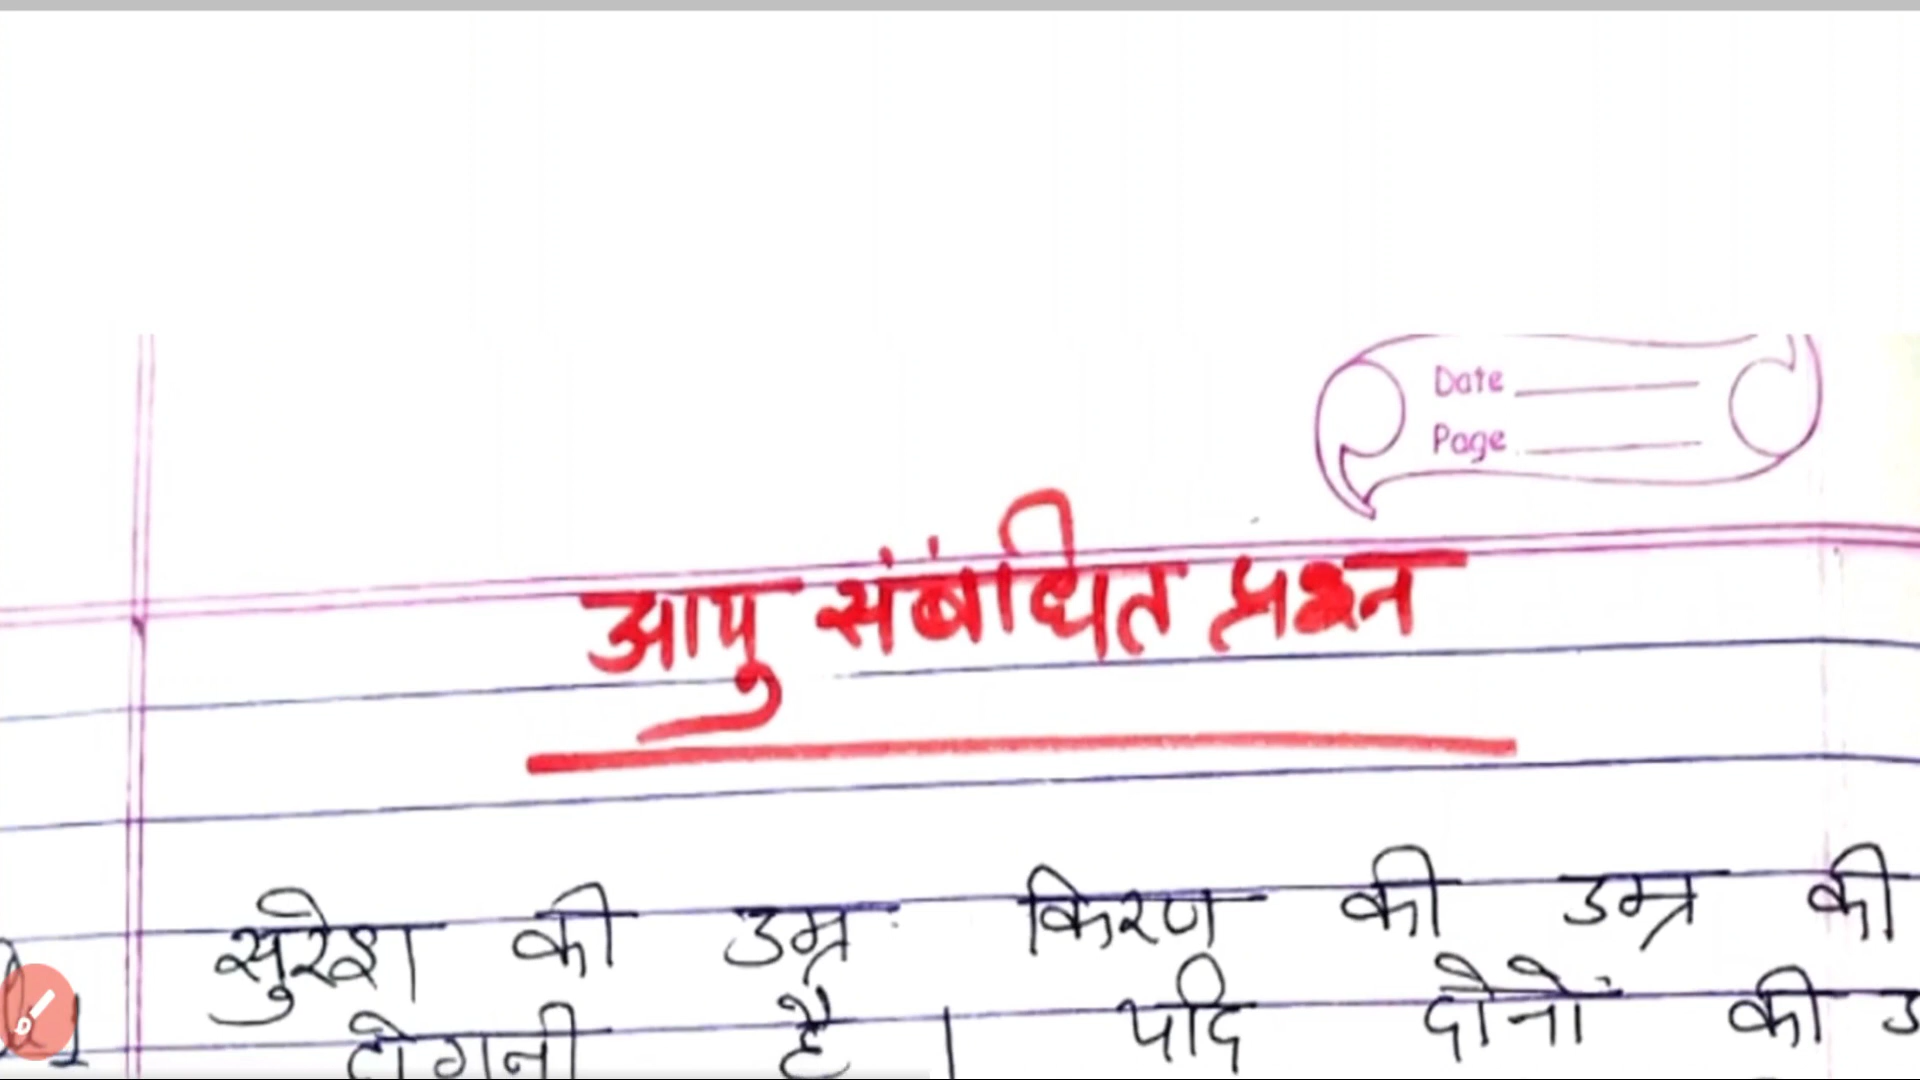 Date
Page
आयु संबंधित प्रश्न
सुरेश की उम्र किरण की उम्र की
है। यदि दोनों की